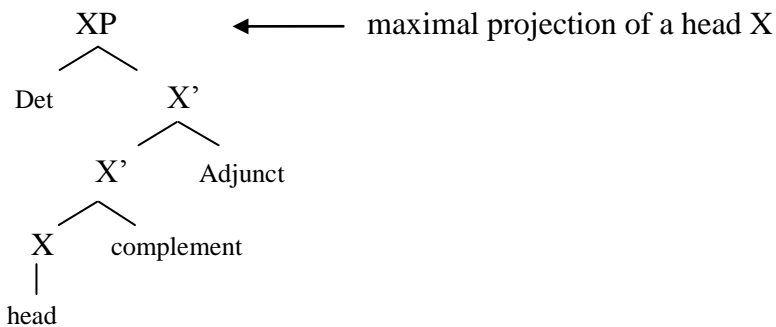 XP maximal projection of a head X
Det X’
X’ Adjunct
X complement
head